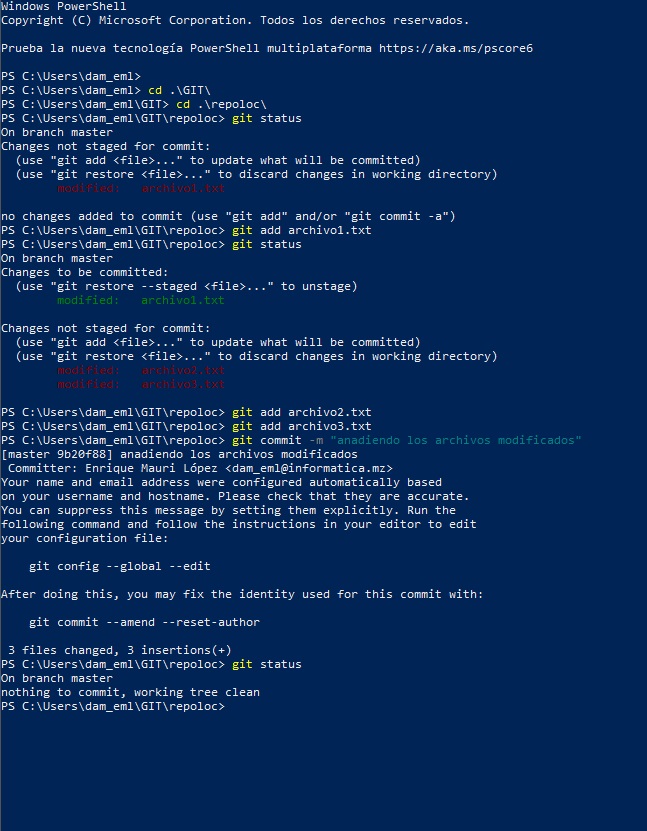 Windows PowerShell
Copyright (C) Microsoft Corporation. Todos los derechos reservados.
Prueba la nueva tecnología PowerShell multiplataforma https://aka.ms/pscore6
PS C:\Users\dam_eml>
PS C:\Users\dam_eml> cd .\GIT\
PS C:\Users\dam_eml\GIT> cd .\repoloc\
PS C:\Users\dam_eml\GIT\repoloc> git status
On branch master
Changes not staged for commit:
  (use "git add <file>..." to update what will be committed)
  (use "git restore <file>..." to discard changes in working directory)
        modified:   archivo1.txt
no changes added to commit (use "git add" and/or "git commit -a")
PS C:\Users\dam_eml\GIT\repoloc> git add archivo1.txt
PS C:\Users\dam_eml\GIT\repoloc> git status
On branch master
Changes to be committed:
  (use "git restore --staged <file>..." to unstage)
        modified:   archivo1.txt
Changes not staged for commit:
  (use "git add <file>..." to update what will be committed)
  (use "git restore <file>..." to discard changes in working directory)
        modified:   archivo2.txt
        modified:   archivo3.txt
PS C:\Users\dam_eml\GIT\repoloc> git add archivo2.txt
PS C:\Users\dam_eml\GIT\repoloc> git add archivo3.txt
PS C:\Users\dam_eml\GIT\repoloc> git commit -m "anadiendo los archivos modificados"
[master 9b20f88] anadiendo los archivos modificados
 Committer: Enrique Mauri López <dam_eml@informatica.mz>
Your name and email address were configured automatically based
on your username and hostname. Please check that they are accurate.
You can suppress this message by setting them explicitly. Run the
following command and follow the instructions in your editor to edit
your configuration file:
    git config --global --edit
After doing this, you may fix the identity used for this commit with:
    git commit --amend --reset-author
 3 files changed, 3 insertions(+)
PS C:\Users\dam_eml\GIT\repoloc> git status
On branch master
nothing to commit, working tree clean
PS C:\Users\dam_eml\GIT\repoloc>